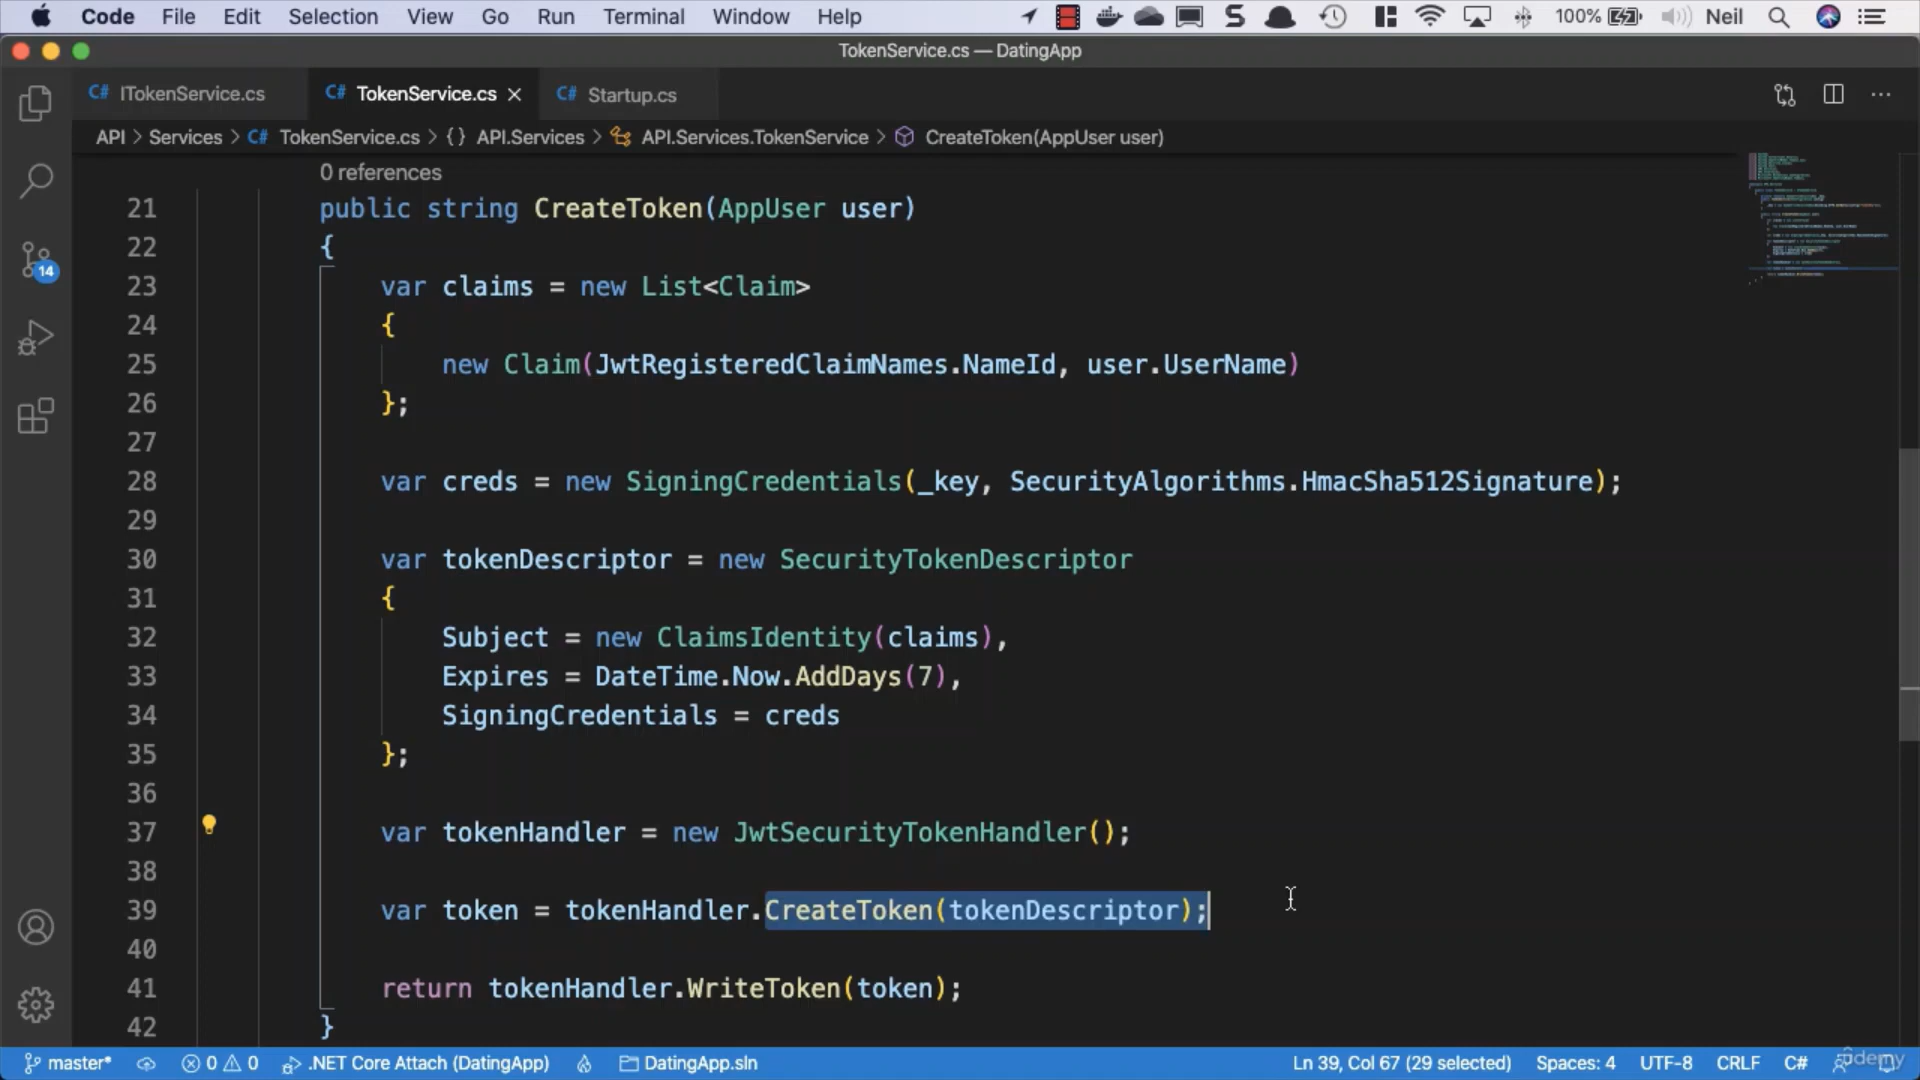 Code File Edit Selection View Go Run Terminal Window Help 100% Neil
TokenService.cs — DatingApp
C# ITokenService.cs C# TokenService.cs C# Startup.cs
API > Services > C# TokenService.cs > {} API.Services > API.Services.TokenService > CreateToken(AppUser user)
0 references
21 public string CreateToken(AppUser user)
22 {
23 var claims = new List<Claim>
24 {
25 new Claim(JwtRegisteredClaimNames.NameId, user.UserName)
26 };
27
28 var creds = new SigningCredentials(_key, SecurityAlgorithms.HmacSha512Signature);
29
30 var tokenDescriptor = new SecurityTokenDescriptor
31 {
32 Subject = new ClaimsIdentity(claims),
33 Expires = DateTime.Now.AddDays(7),
34 SigningCredentials = creds
35 };
36
37 var tokenHandler = new JwtSecurityTokenHandler();
38
39 var token = tokenHandler.CreateToken(tokenDescriptor);
40
41 return tokenHandler.WriteToken(token);
42 }
14
master* 0 0 .NET Core Attach (DatingApp) DatingApp.sln Ln 39, Col 67 (29 selected) Spaces: 4 UTF-8 CRLF C# udemy